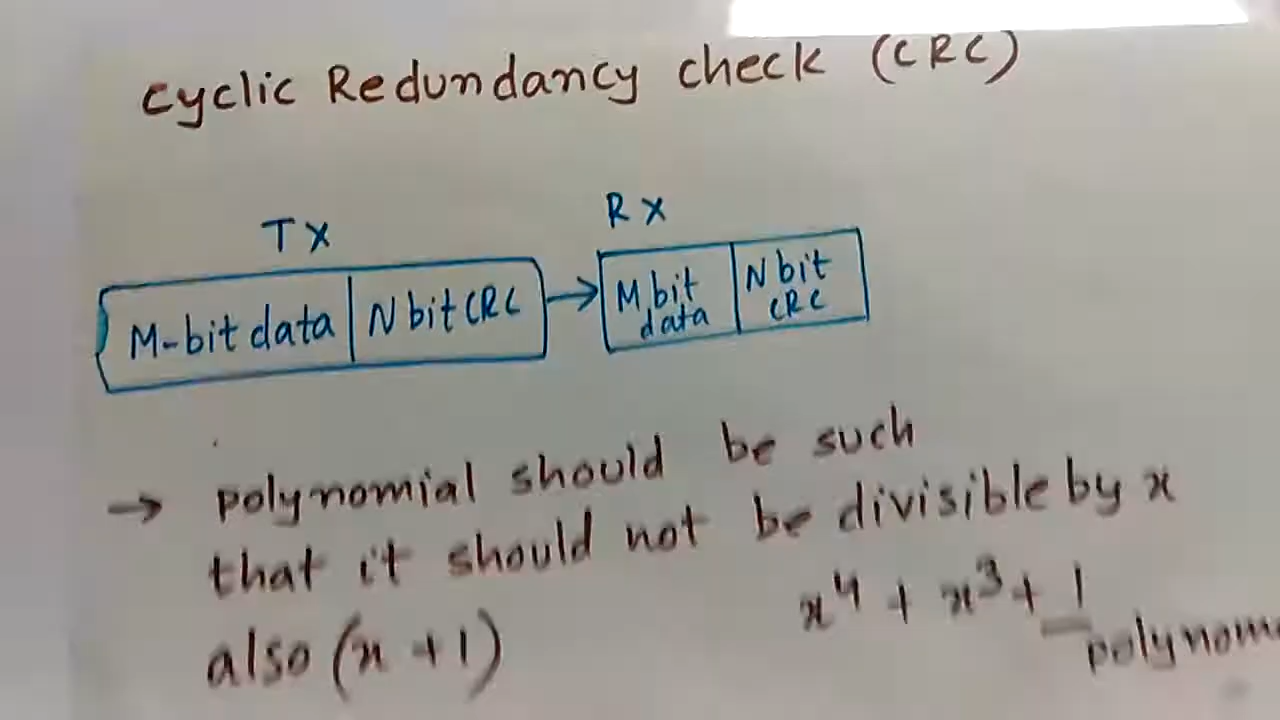 cyclic Redundancy check (CRC)
TX
RX
M-bit data | N bit CRC
M bit data | N bit CRC
→ polynomial should be such
that it should not be divisible by x
also (x + 1)
x⁴ + x³ + 1